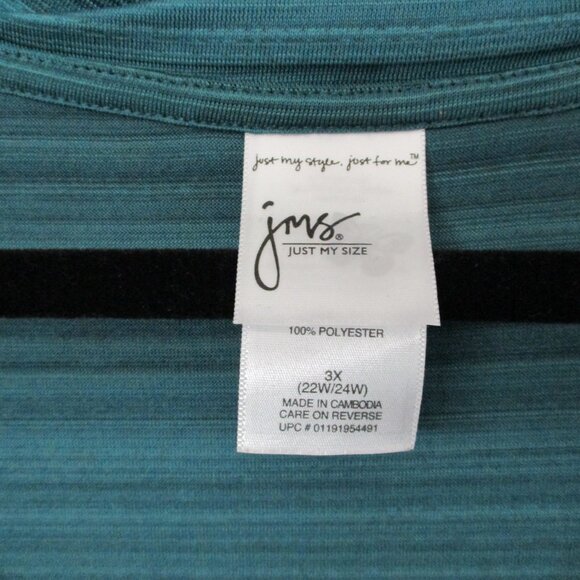 just my style, just for me™
jms®
JUST MY SIZE
100% POLYESTER
3X
(22W/24W)
MADE IN CAMBODIA
CARE ON REVERSE
UPC # 01191954491